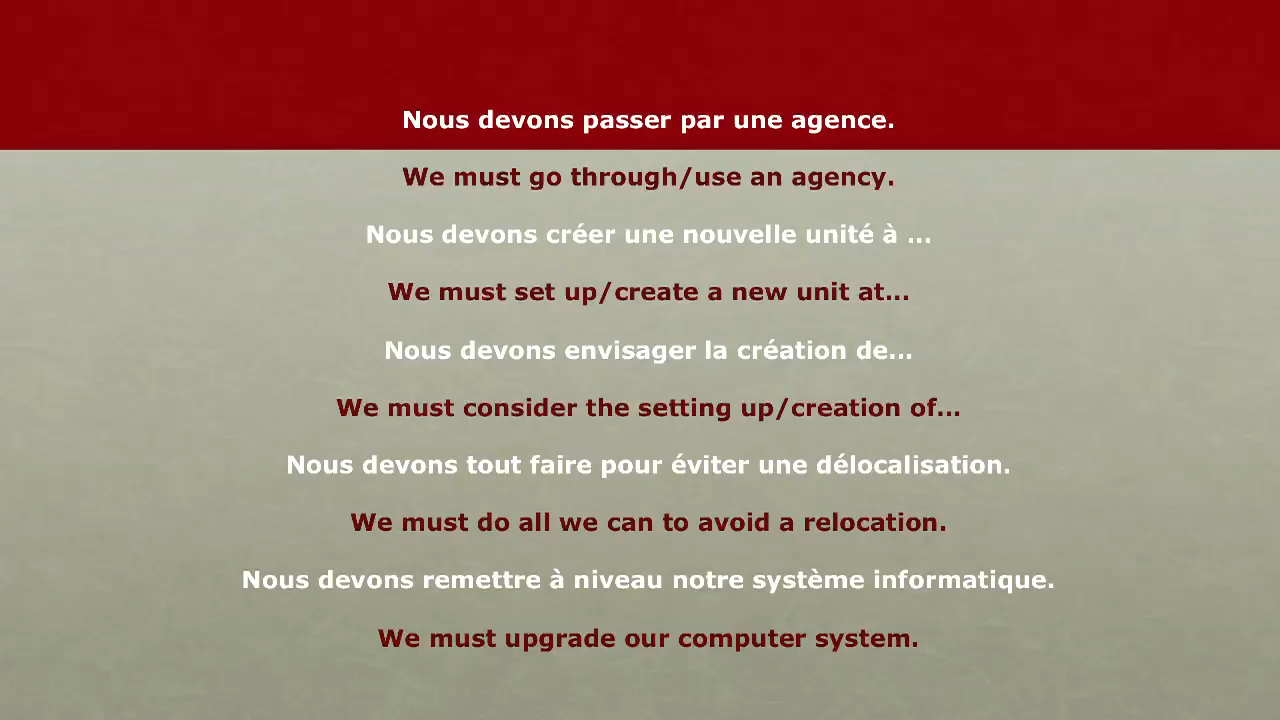 Nous devons passer par une agence.
We must go through/use an agency.
Nous devons créer une nouvelle unité à ...
We must set up/create a new unit at...
Nous devons envisager la création de...
We must consider the setting up/creation of...
Nous devons tout faire pour éviter une délocalisation.
We must do all we can to avoid a relocation.
Nous devons remettre à niveau notre système informatique.
We must upgrade our computer system.